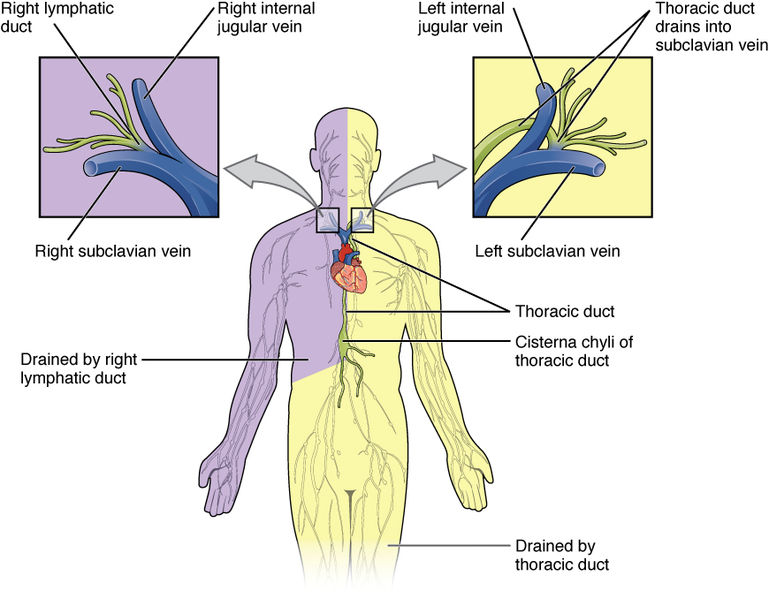 Right lymphatic
duct
Right internal
jugular vein
Left internal
jugular vein
Thoracic duct
drains into
subclavian vein
Right subclavian vein
Left subclavian vein
Thoracic duct
Cisterna chyli of
thoracic duct
Drained by right
lymphatic duct
Drained by
thoracic duct